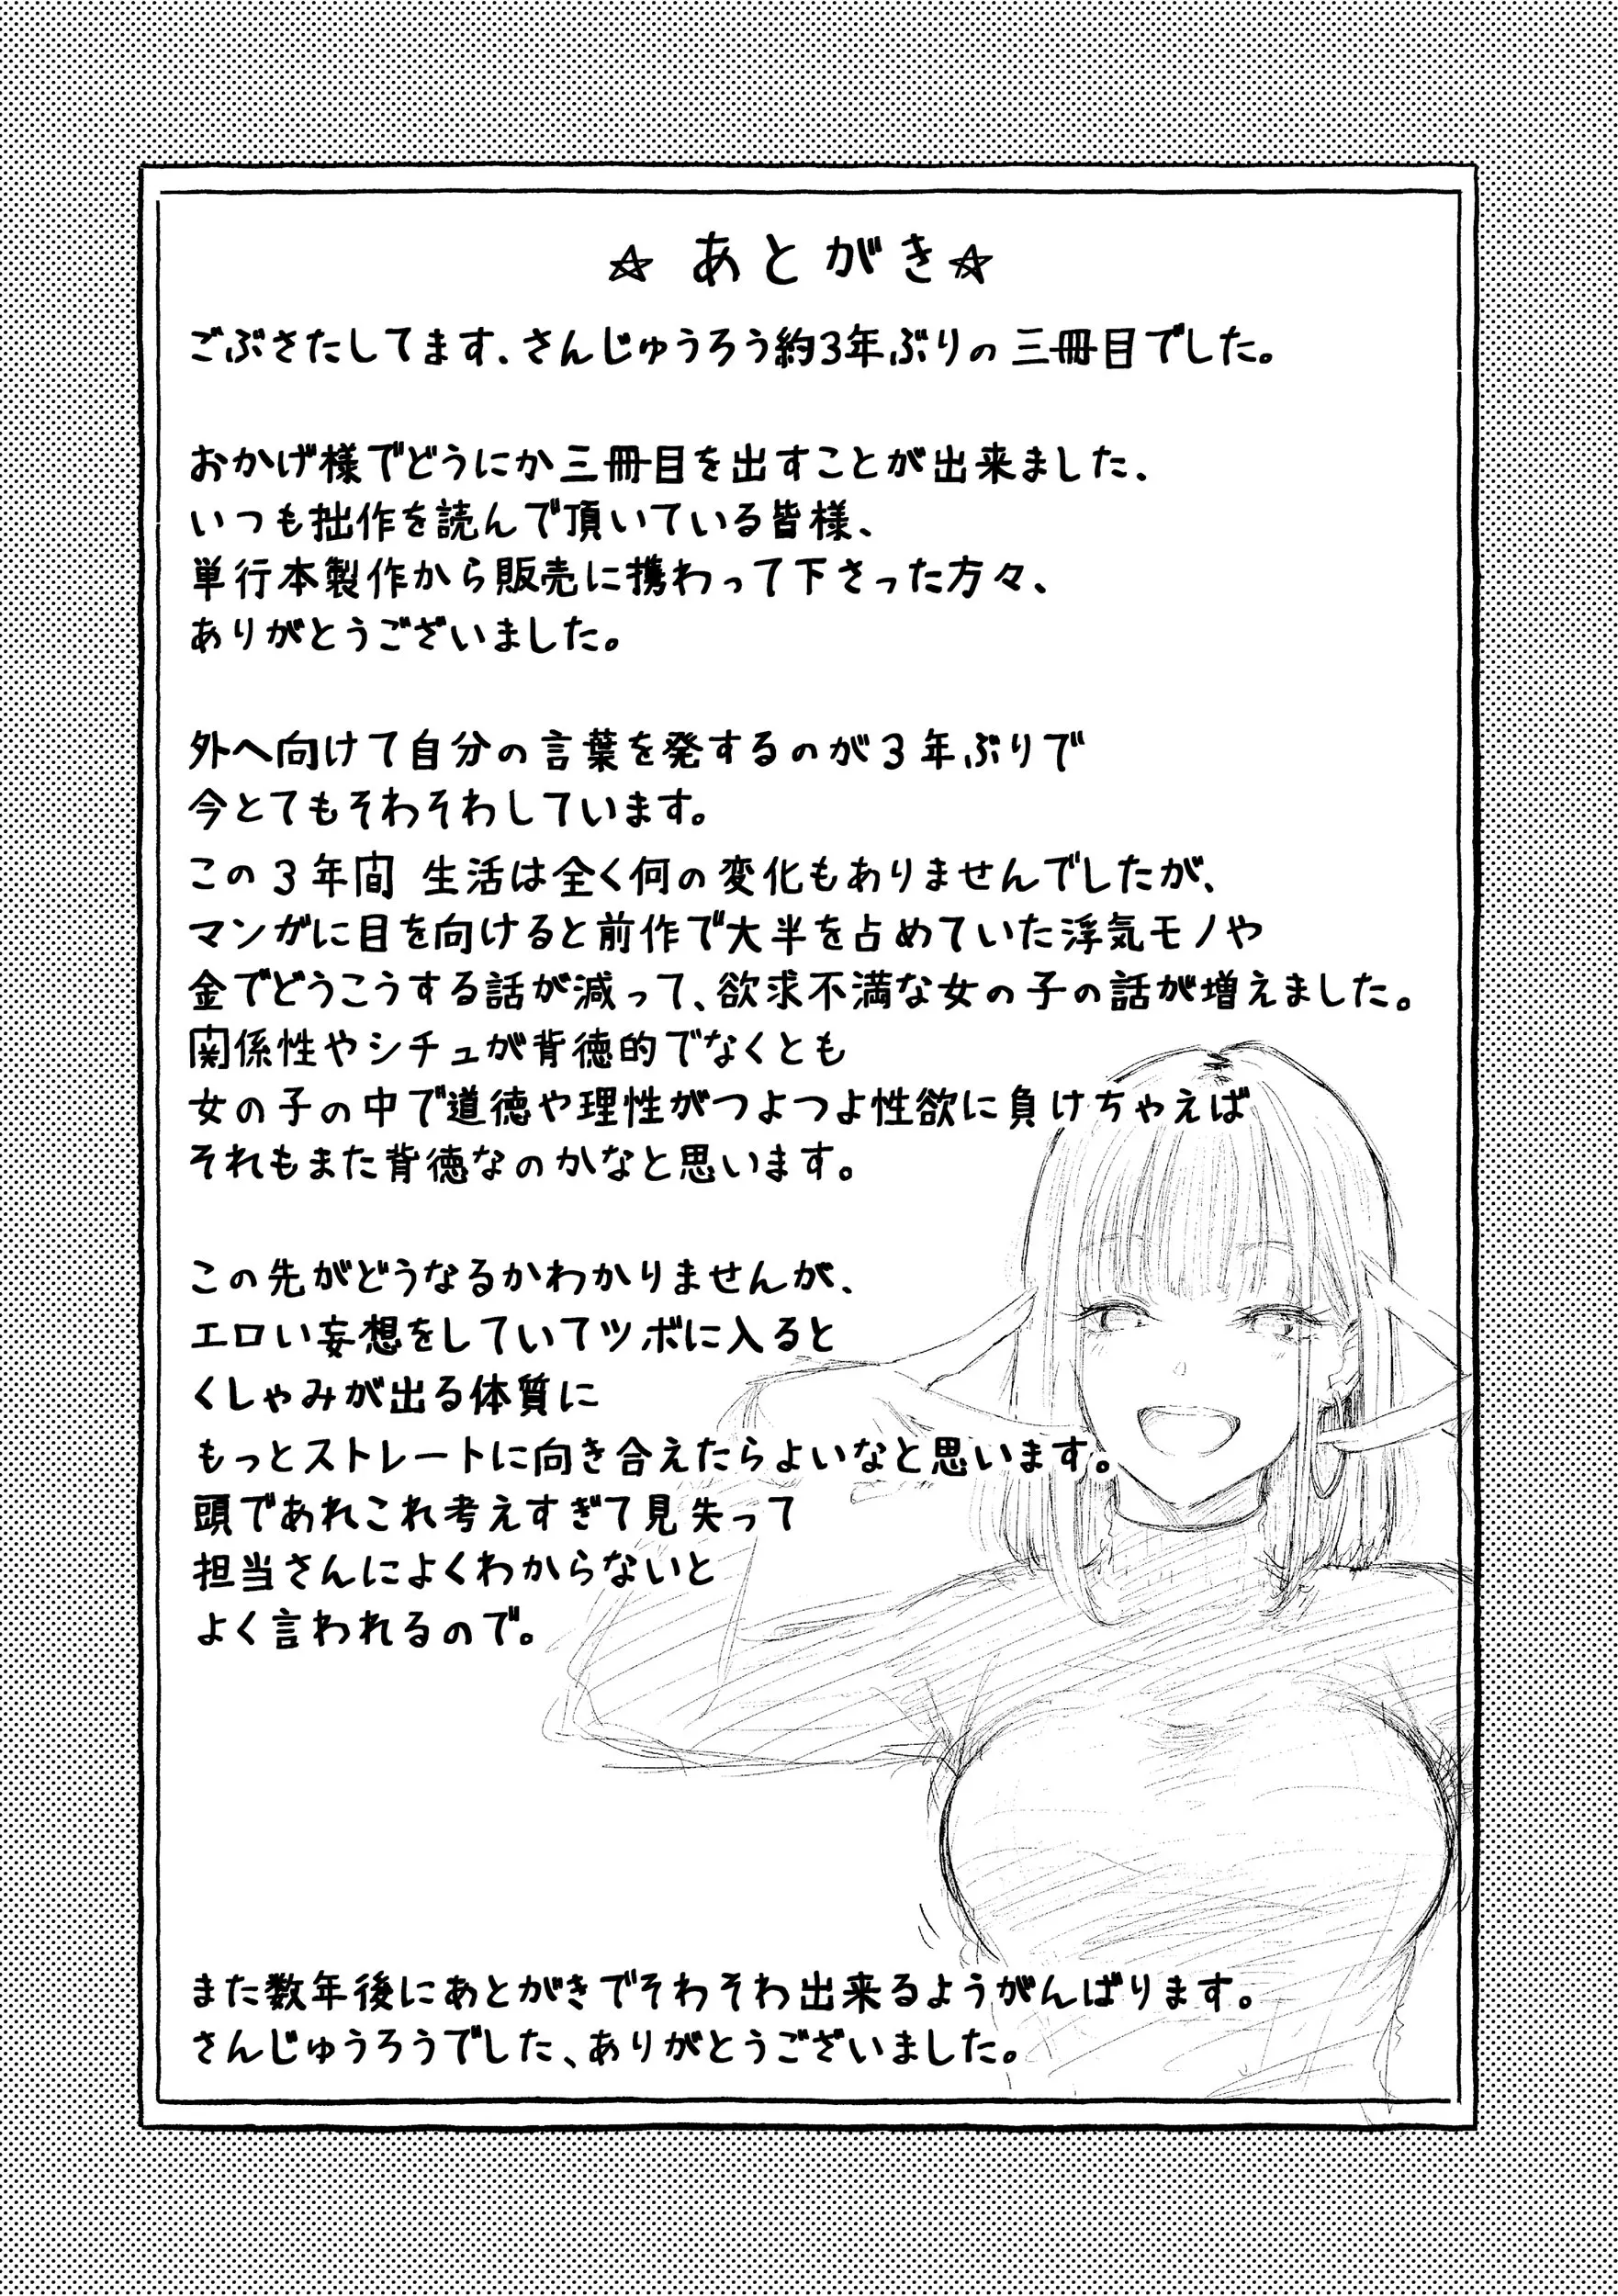 ☆ あとがき☆
ごぶさたしてます、さんじゅうろう約3年ぶりの三冊目でした。
おかげ様でどうにか三冊目を出すことが出来ました、
いつも拙作を読んで頂いている皆様、
単行本製作から販売に携わって下さった方々、
ありがとうございました。
外へ向けて自分の言葉を発するのが3年ぶりで
今とてもそわそわしています。
この3年間 生活は全く何の変化もありませんでしたが、
マンガに目を向けると前作で大半を占めていた浮気モノや
金でどうこうする話が減って、欲求不満な女の子の話が増えました。
関係性やシチュが背徳的でなくとも
女の子の中で道徳や理性がつよつよ性欲に負けちゃえば
それもまた背徳なのかなと思います。
この先がどうなるかわかりませんが、
エロい妄想をしていてツボに入ると
くしゃみが出る体質に
もっとストレートに向き合えたらよいなと思います。
頭であれこれ考えすぎて見失って
担当さんによくわからないと
よく言われるので。
また数年後にあとがきでそわそわ出来るようがんばります。
さんじゅうろうでした、ありがとうございました。